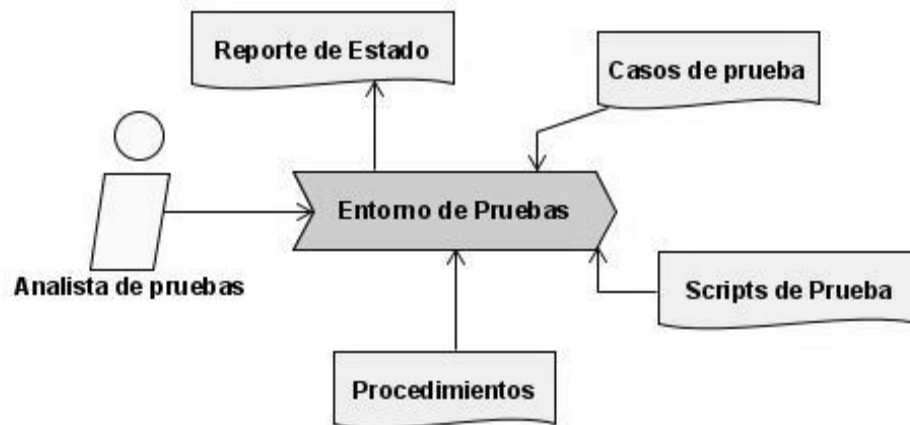 Reporte de Estado
Casos de prueba
Entorno de Pruebas
Analista de pruebas
Scripts de Prueba
Procedimientos